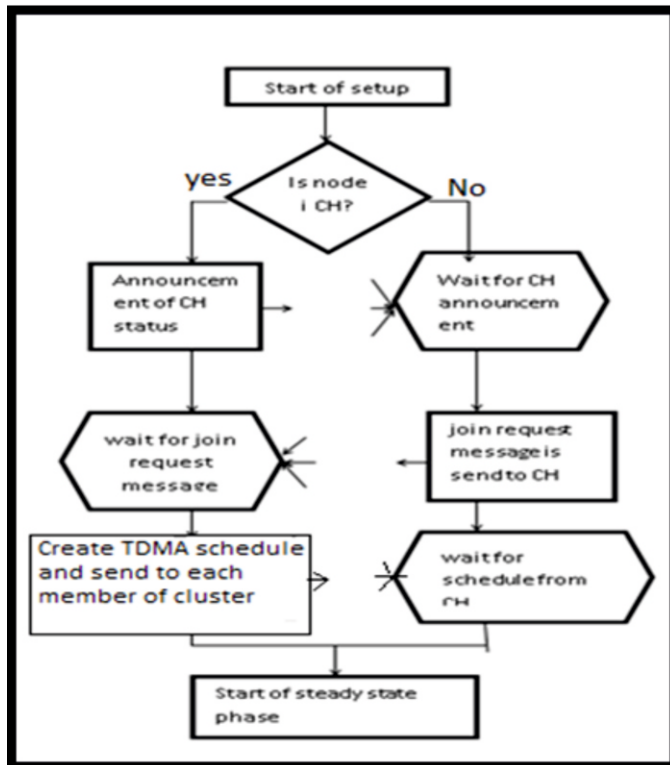 Start of setup
Is node
i CH?
yes
No
Announcem
ent of CH
status
Wait for CH
announcem
ent
wait for join
request
message
join request
message is
send to CH
Create TDMA schedule
and send to each
member of cluster
wait for
schedule from
CH
Start of steady state
phase